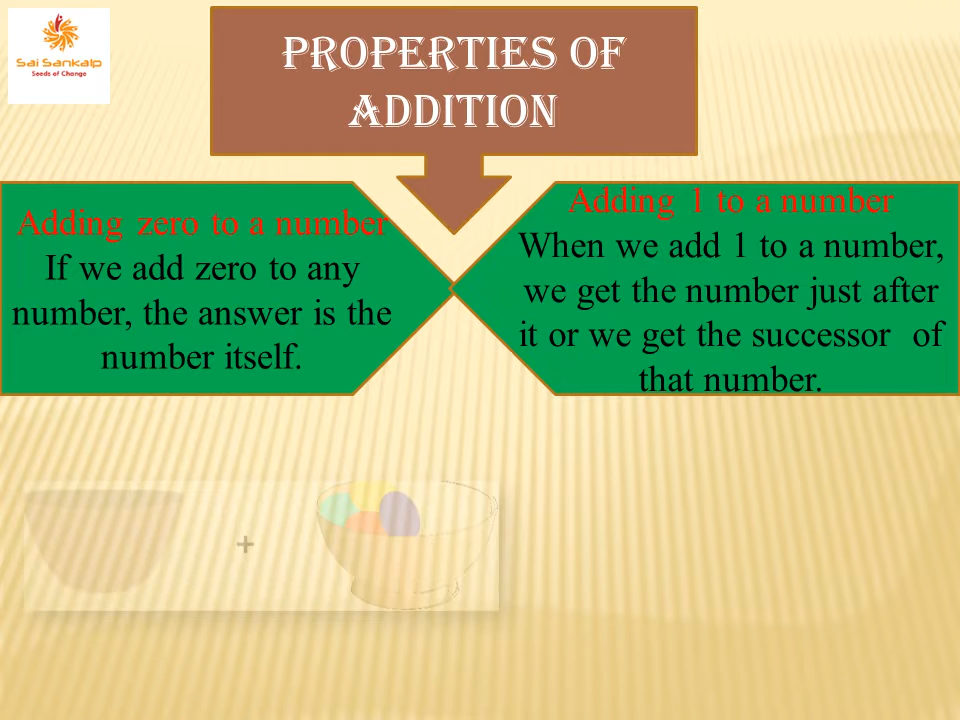 Sai Sankalp
Seeds of Change
PROPERTIES OF
ADDITION
Adding zero to a number
If we add zero to any
number, the answer is the
number itself.
Adding 1 to a number
When we add 1 to a number,
we get the number just after
it or we get the successor of
that number.
+